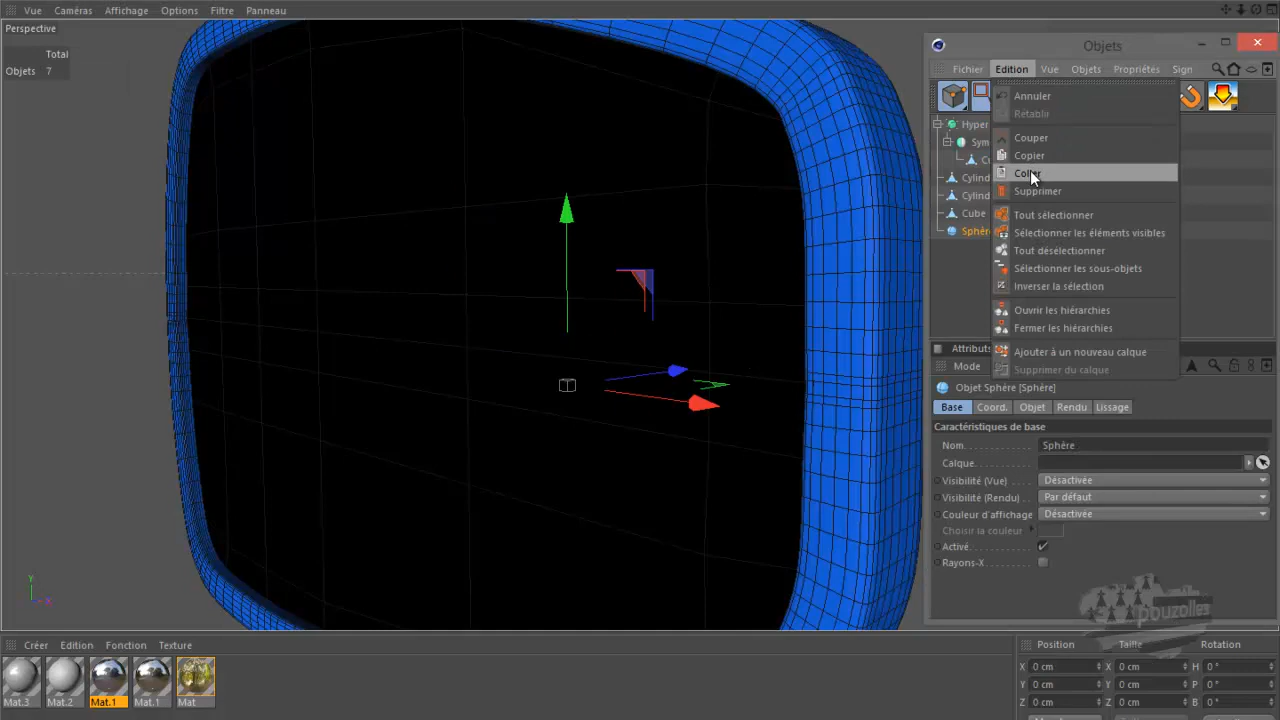 Vue Caméras Affichage Options Filtre Panneau
Perspective
Total
Objets 7
Objets
Fichier Edition Vue Objets Propriétés Sign
Annuler
Rétablir
Couper
Copier
Supprimer
Tout sélectionner
Sélectionner les éléments visibles
Tout désélectionner
Sélectionner les sous-objets
Inverser la sélection
Ouvrir les hiérarchies
Fermer les hiérarchies
Ajouter à un nouveau calque
Supprimer du calque
Hyper
Sym
Cylind
Cylind
Cube
Sphère
Attributs
Mode
Objet Sphère [Sphère]
Base Coord. Objet Rendu Lissage
Caractéristiques de base
Nom. Sphère
Calque.
Visibilité (Vue) Désactivée
Visibilité (Rendu) Par défaut
Couleur d'affichage Désactivée
Choisir la couleur
Activé.
Rayons-X
pouzolles
Y
X
Créer Edition Fonction Texture
Mat.3 Mat.2 Mat.1 Mat.1 Mat
Position Taille Rotation
X 0 cm X 0 cm H 0 °
Y 0 cm Y 0 cm P 0 °
Z 0 cm Z 0 cm B 0 °